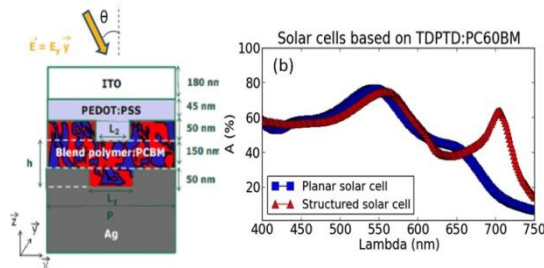 θ
E = Ey y
ITO
180 nm
PEDOT:PSS
45 nm
L2
50 nm
Blend polymer:PCBM
150 nm
h
50 nm
L1
P
Ag
z
y
x
Solar cells based on TDPTD:PC60BM
(b)
A (%)
100
80
60
40
20
Planar solar cell
Structured solar cell
400 450 500 550 600 650 700 750
Lambda (nm)